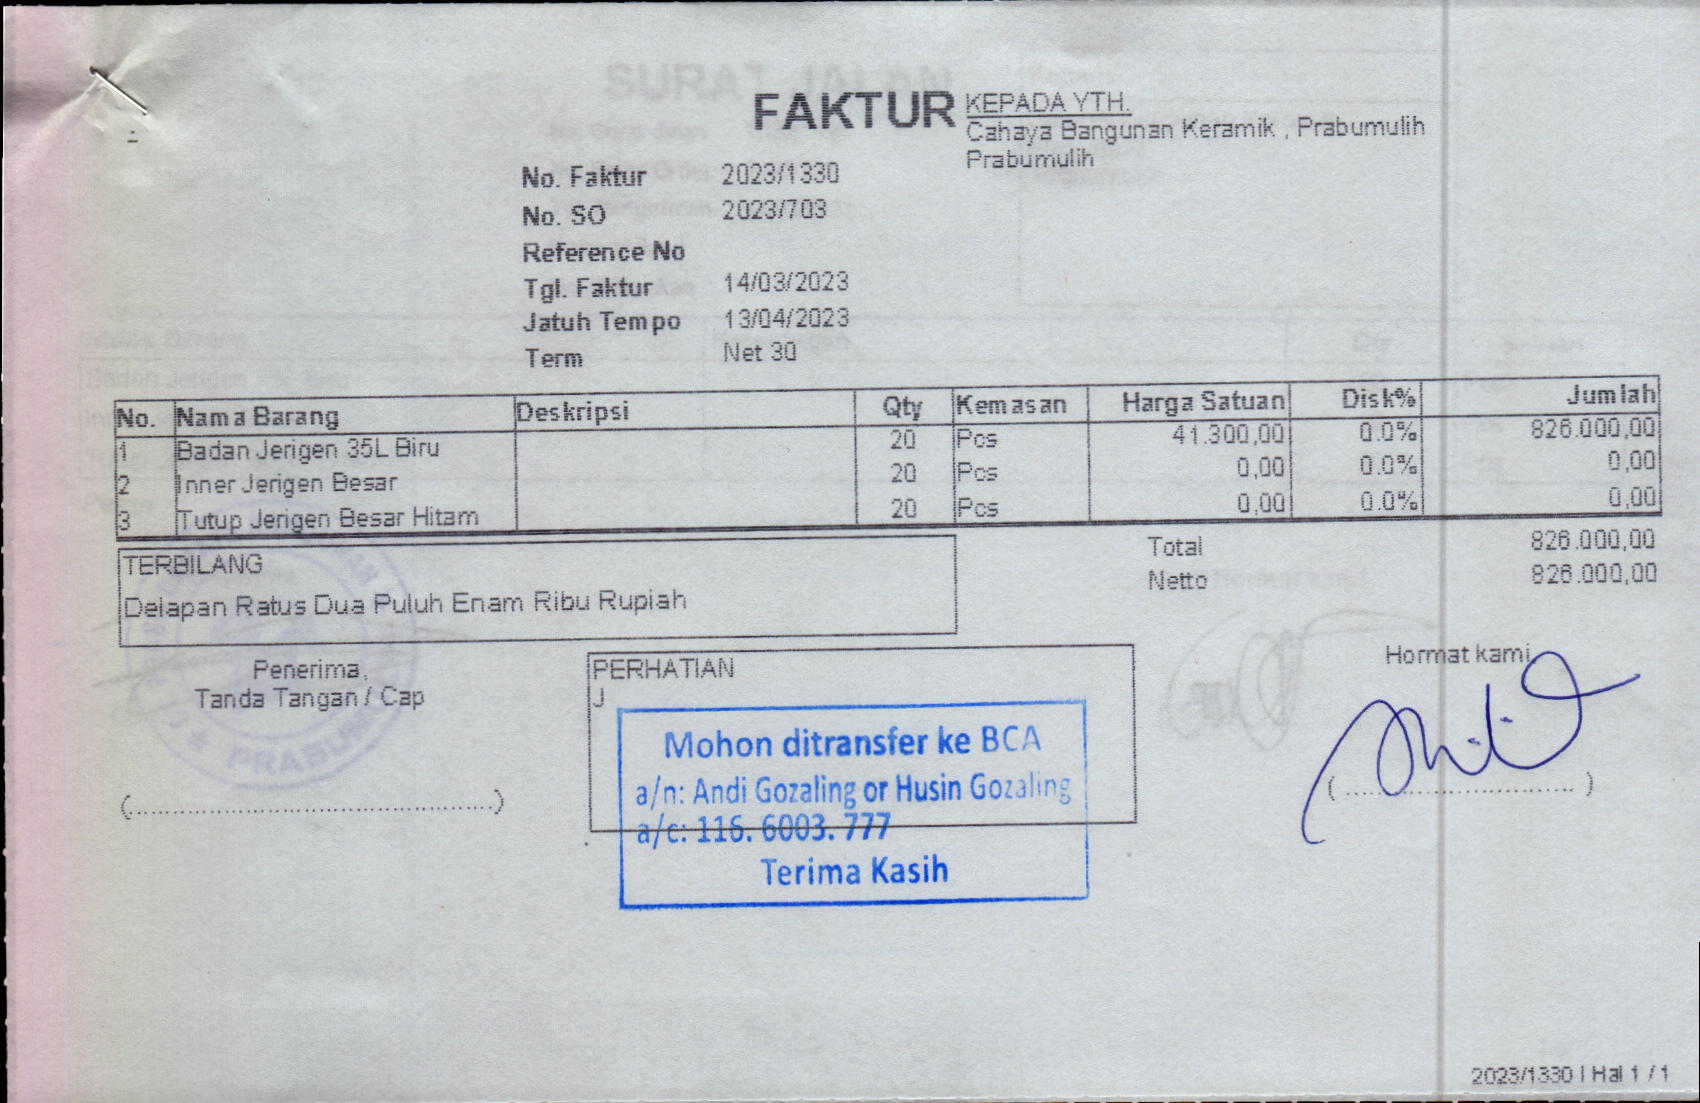 FAKTUR
KEPADA YTH.
Cahaya Bangunan Keramik , Prabumulih
Prabumulih
No. Faktur 2023/1330
No. SO 2023/703
Reference No
Tgl. Faktur 14/03/2023
Jatuh Tempo 13/04/2023
Term Net 30
No. Nama Barang Deskripsi Qty Kemasan Harga Satuan Disk% Jumlah
1 Badan Jerigen 35L Biru 20 Pcs 41.300,00 0.0% 826.000,00
2 Inner Jerigen Besar 20 Pcs 0,00 0.0% 0,00
3 Tutup Jerigen Besar Hitam 20 Pcs 0,00 0.0% 0,00
TERBILANG
Delapan Ratus Dua Puluh Enam Ribu Rupiah
Total 826.000,00
Netto 826.000,00
Penerima,
Tanda Tangan / Cap
(...............................................)
PERHATIAN
J
Mohon ditransfer ke BCA
a/n: Andi Gozaling or Husin Gozaling
a/c: 116. 6003. 777
Terima Kasih
Hormat kami
(..............................)
SURAT JALAN
PRABUMU
2023/1330 | Hal 1 / 1